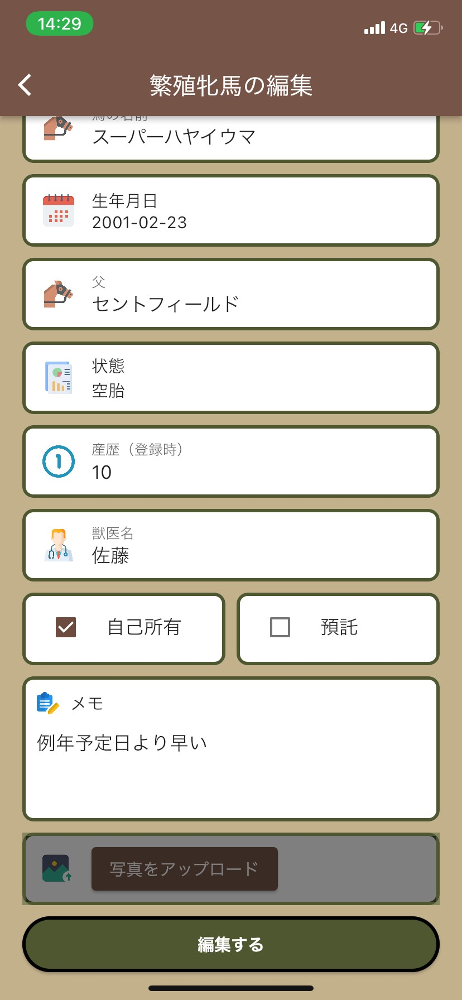 14:29
4G
繁殖牝馬の編集
馬の名前
スーパーハヤイウマ
生年月日
2001-02-23
父
セントフィールド
状態
空胎
産歴（登録時）
10
獣医名
佐藤
自己所有
預託
メモ
例年予定日より早い
写真をアップロード
編集する